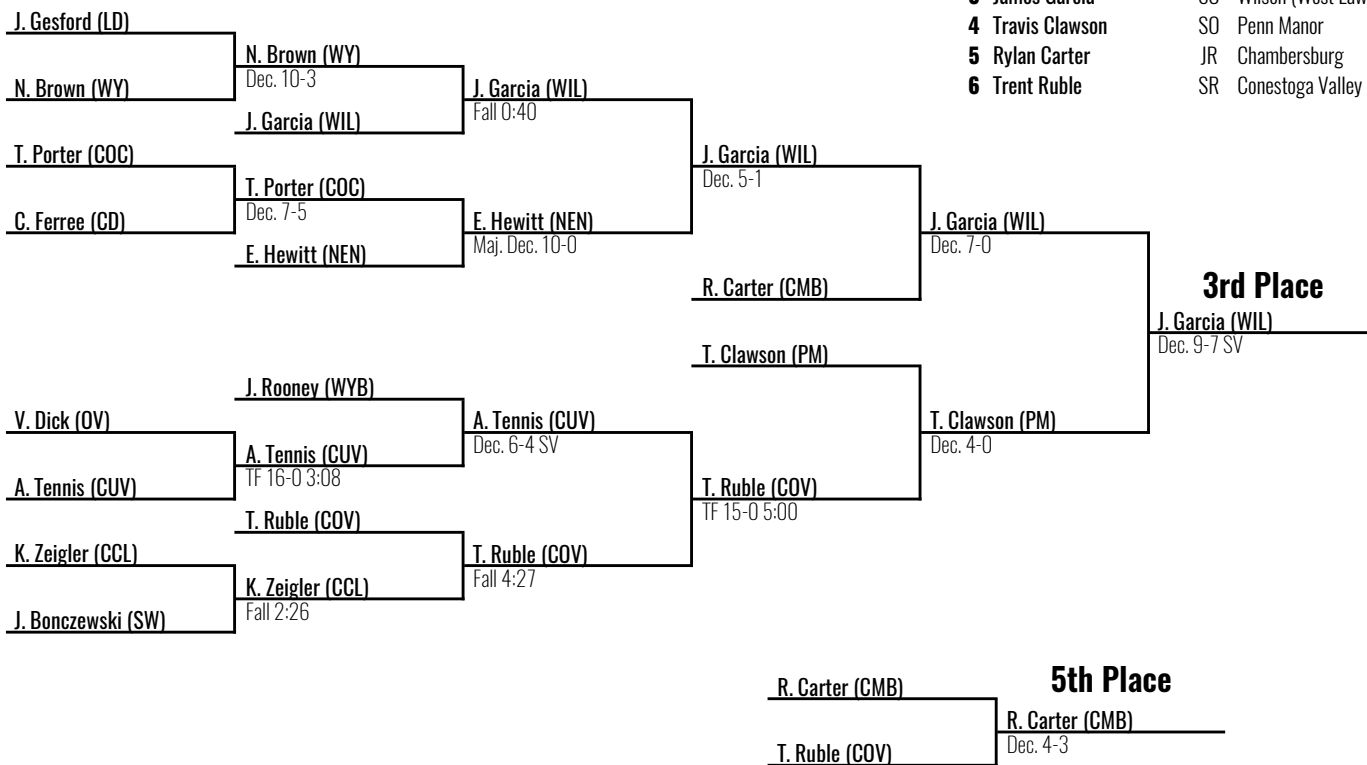 J. Gesford (LD)
N. Brown (WY)
T. Porter (COC)
C. Ferree (CD)
V. Dick (OV)
A. Tennis (CUV)
K. Zeigler (CCL)
J. Bonczewski (SW)
N. Brown (WY)
Dec. 10-3
J. Garcia (WIL)
T. Porter (COC)
Dec. 7-5
E. Hewitt (NEN)
J. Rooney (WYB)
A. Tennis (CUV)
TF 16-0 3:08
T. Ruble (COV)
K. Zeigler (CCL)
Fall 2:26
J. Garcia (WIL)
Fall 0:40
E. Hewitt (NEN)
Maj. Dec. 10-0
A. Tennis (CUV)
Dec. 6-4 SV
T. Ruble (COV)
Fall 4:27
J. Garcia (WIL)
Dec. 5-1
R. Carter (CMB)
T. Clawson (PM)
T. Ruble (COV)
TF 15-0 5:00
J. Garcia (WIL)
Dec. 7-0
T. Clawson (PM)
Dec. 4-0
3rd Place
J. Garcia (WIL)
Dec. 9-7 SV
4 Travis Clawson SO Penn Manor
5 Rylan Carter JR Chambersburg
6 Trent Ruble SR Conestoga Valley
5th Place
R. Carter (CMB)
T. Ruble (COV)
R. Carter (CMB)
Dec. 4-3